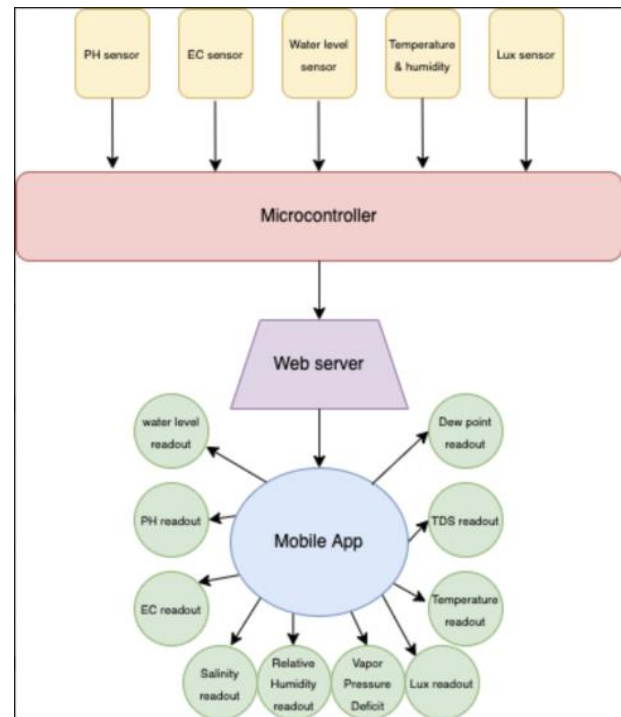 PH sensor
EC sensor
Water level
sensor
Temperature
& humidity
Lux sensor
Microcontroller
Web server
water level
readout
Dew point
readout
PH readout
TDS readout
Mobile App
EC readout
Temperature
readout
Salinity
readout
Relative
Humidity
readout
Vapor
Pressure
Deficit
Lux readout